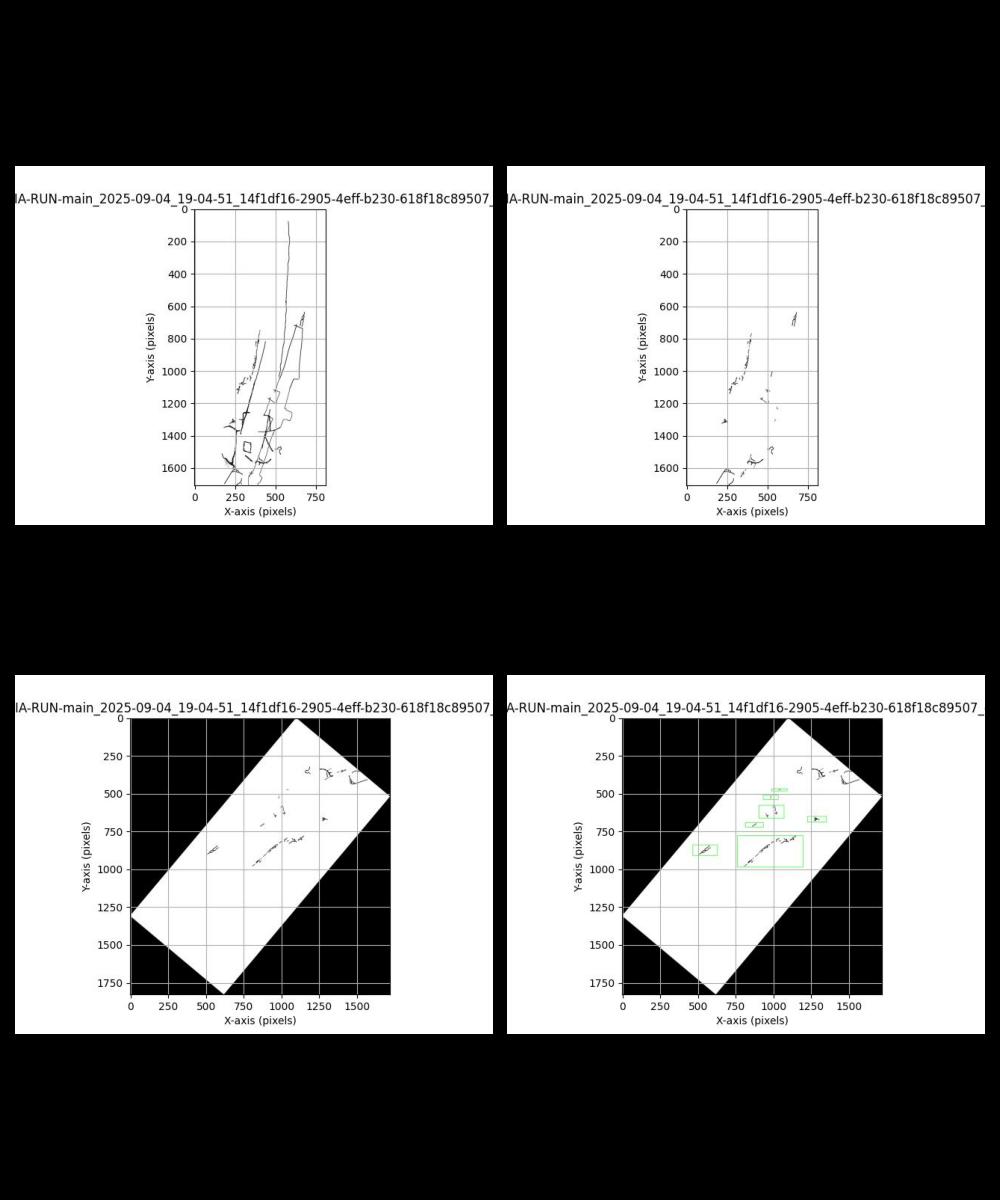 IA-RUN-main_2025-09-04_19-04-51_14f1df16-2905-4eff-b230-618f18c89507_
0
200
400
600
800
1000
1200
1400
1600
Y-axis (pixels)
0 250 500 750
X-axis (pixels)
IA-RUN-main_2025-09-04_19-04-51_14f1df16-2905-4eff-b230-618f18c89507_
0
200
400
600
800
1000
1200
1400
1600
Y-axis (pixels)
0 250 500 750
X-axis (pixels)
IA-RUN-main_2025-09-04_19-04-51_14f1df16-2905-4eff-b230-618f18c89507_
0
250
500
750
1000
1250
1500
1750
Y-axis (pixels)
0 250 500 750 1000 1250 1500
X-axis (pixels)
A-RUN-main_2025-09-04_19-04-51_14f1df16-2905-4eff-b230-618f18c89507_
0
250
500
750
1000
1250
1500
1750
Y-axis (pixels)
0 250 500 750 1000 1250 1500
X-axis (pixels)